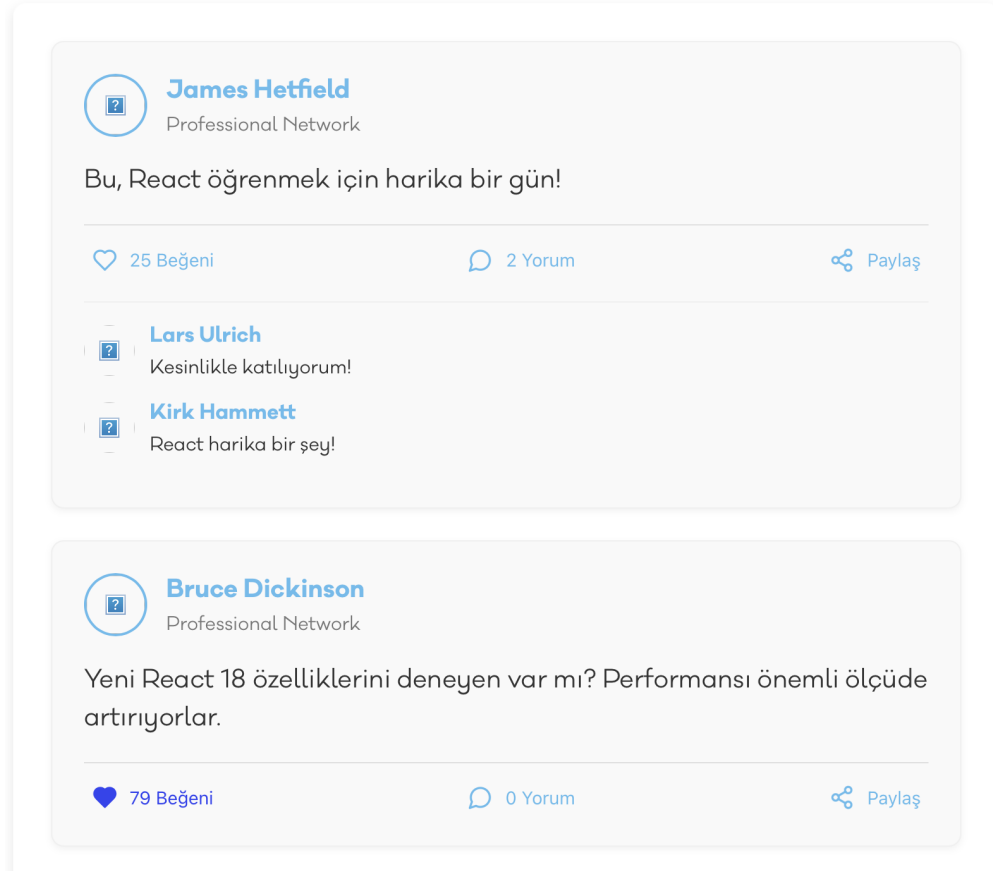 James Hetfield
Professional Network
Bu, React öğrenmek için harika bir gün!
25 Beğeni
2 Yorum
Paylaş
Lars Ulrich
Kesinlikle katılıyorum!
Kirk Hammett
React harika bir şey!
Bruce Dickinson
Professional Network
Yeni React 18 özelliklerini deneyen var mı? Performansı önemli ölçüde
artırıyorlar.
79 Beğeni
0 Yorum
Paylaş